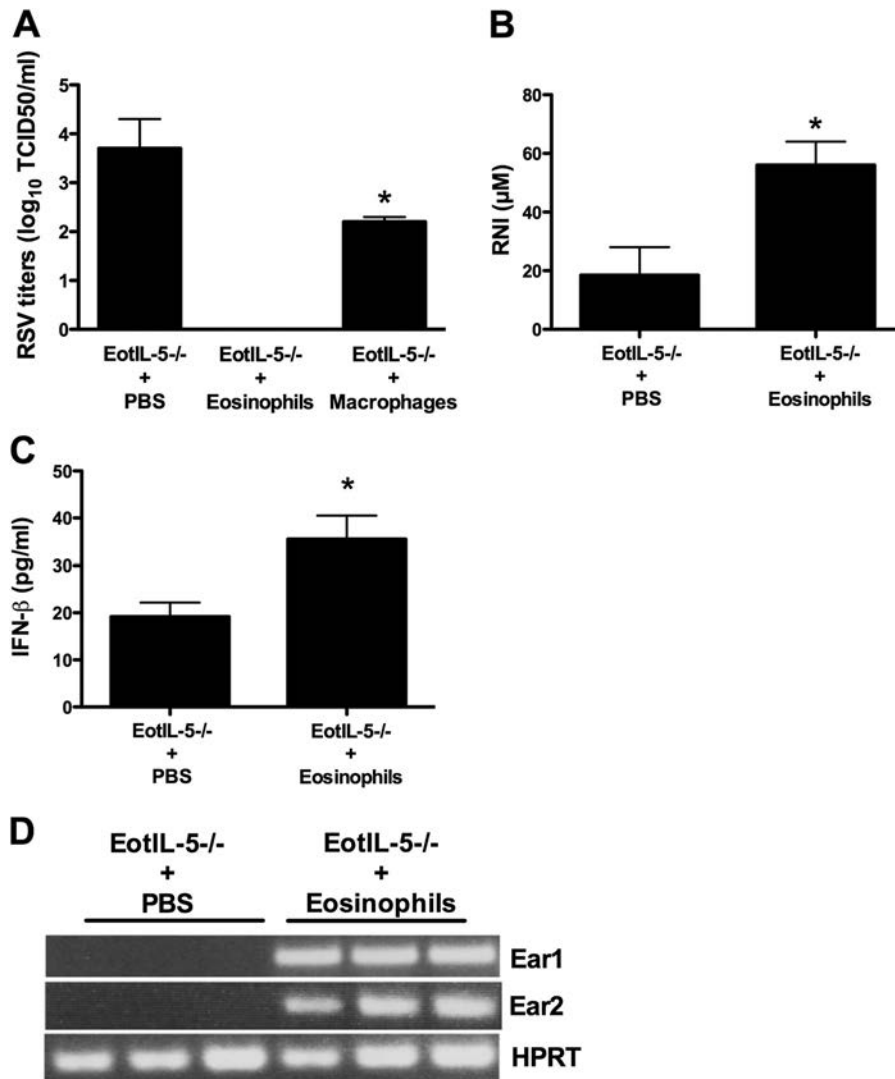 A
RSV titers (log10 TCID50/ml)
5
4
3
2
1
0
*
EotIL-5-/- EotIL-5-/- EotIL-5-/-
+ + +
PBS Eosinophils Macrophages
B
RNI (µM)
80
60
40
20
0
*
EotIL-5-/- EotIL-5-/-
+ +
PBS Eosinophils
C
IFN-β (pg/ml)
50
40
30
20
10
0
*
EotIL-5-/- EotIL-5-/-
+ +
PBS Eosinophils
D
EotIL-5-/- EotIL-5-/-
+ +
PBS Eosinophils
Ear1
Ear2
HPRT